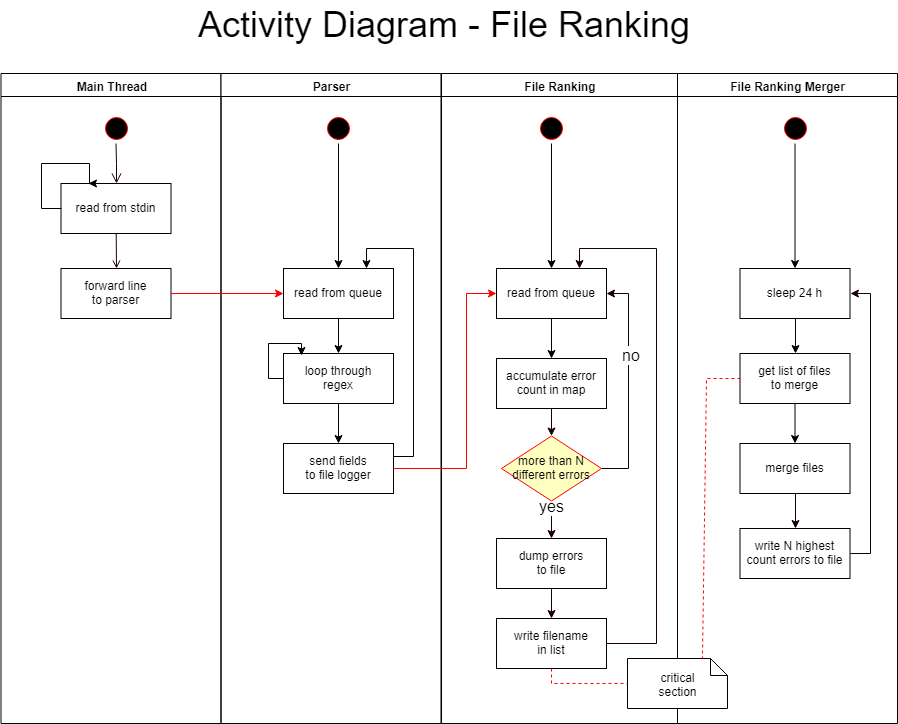 Activity Diagram - File Ranking
Main Thread
Parser
File Ranking
File Ranking Merger
read from stdin
forward line
to parser
read from queue
loop through
regex
send fields
to file logger
read from queue
no
accumulate error
count in map
more than N
different errors
yes
dump errors
to file
write filename
in list
sleep 24 h
get list of files
to merge
merge files
write N highest
count errors to file
critical
section